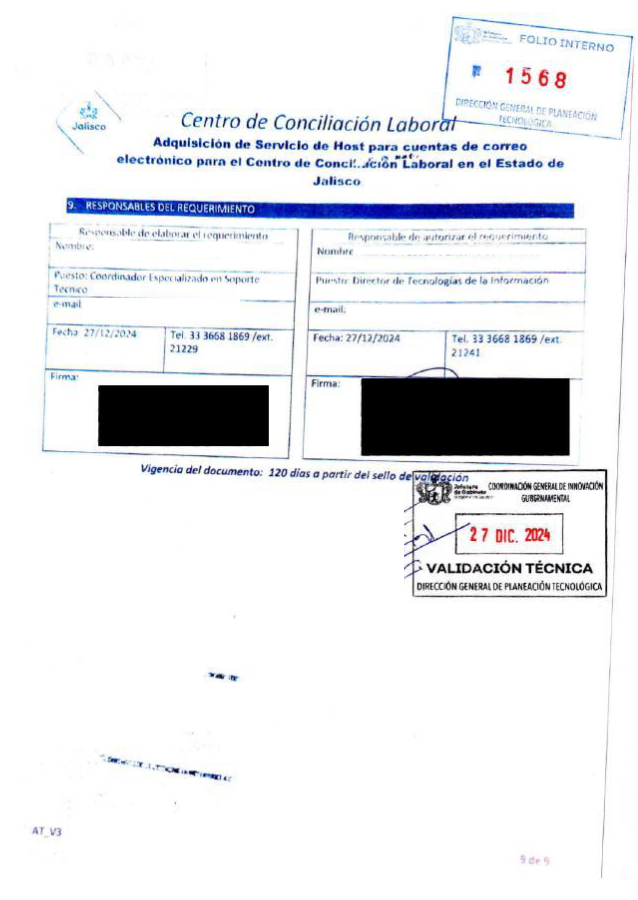 Jefatura de Gabinete
FOLIO INTERNO
1568
DIRECCIÓN GENERAL DE PLANEACIÓN
TECNOLÓGICA
Jalisco
Centro de Conciliación Laboral
Adquisición de Servicio de Host para cuentas de correo
electrónico para el Centro de Laboral en el Estado de
Jalisco
9. RESPONSABLES DEL REQUERIMIENTO
Responsable de elaborar el requerimiento
Nombre:
Puesto: Coordinador Especializado en Soporte
Tecnico
e-mail
Fecha 27/12/2024
Tel. 33 3668 1869 /ext.
21229
Firma:
Responsable de autorizar el requerimiento
Nombre
Puesto: Director de Tecnologías de la Información
e-mail:
Fecha: 27/12/2024
Tel. 33 3668 1869 /ext.
21241
Firma:
Vigencia del documento: 120 días a partir del sello de validación
Jefatura
de Gabinete
COORDINACIÓN GENERAL DE INNOVACIÓN
GUBERNAMENTAL
27 DIC. 2024
VALIDACIÓN TÉCNICA
DIRECCIÓN GENERAL DE PLANEACIÓN TECNOLÓGICA
AT_V3
9 de 9